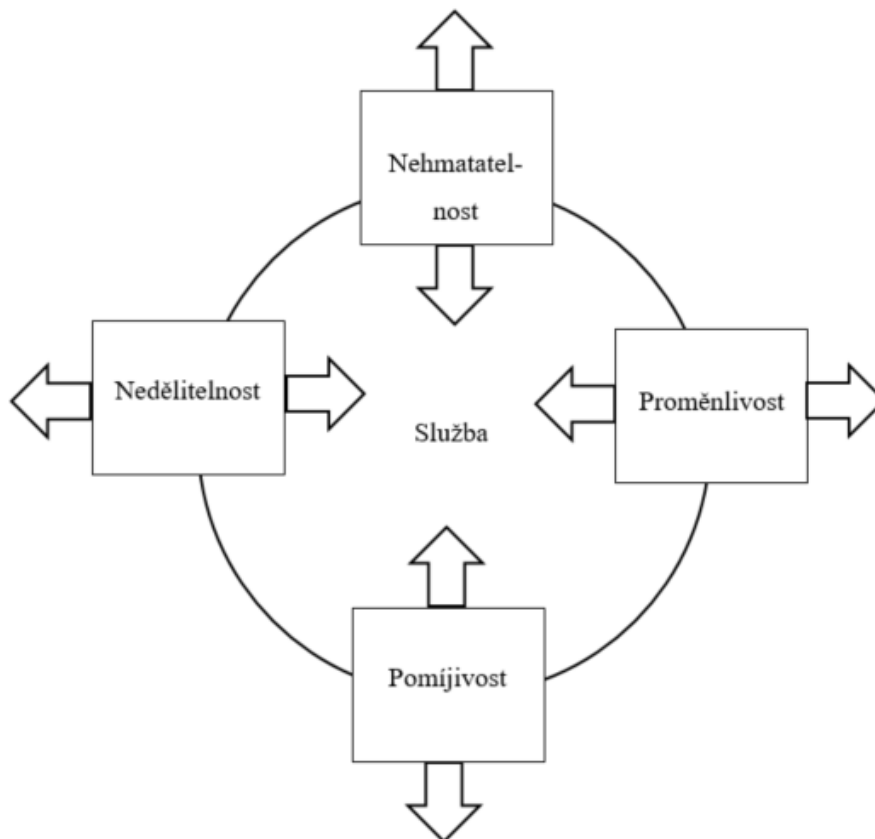 Nehmatatel-
nost
Nedělitelnost
Proměnlivost
Služba
Pomíjivost